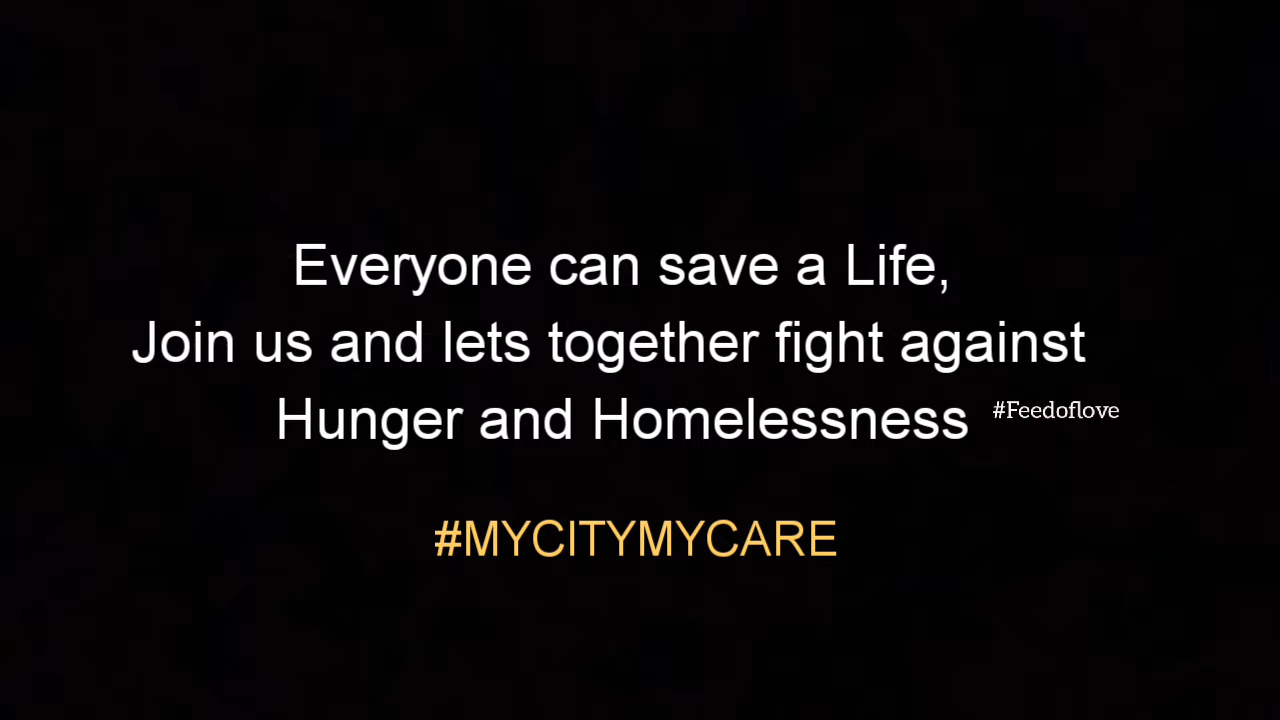 Everyone can save a Life,
Join us and lets together fight against
Hunger and Homelessness #Feedoflove
#MYCITYMYCARE